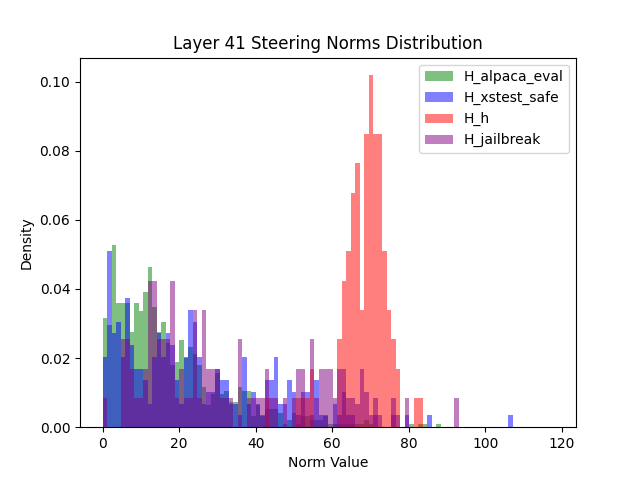 Layer 41 Steering Norms Distribution
H_alpaca_eval
H_xstest_safe
H_h
H_jailbreak
0.10
0.08
0.06
0.04
0.02
0.00
Density
0 20 40 60 80 100 120
Norm Value